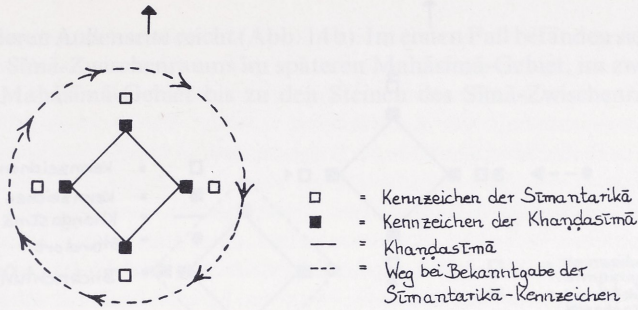 = Kennzeichen der Sīmantarikā
= Kennzeichen der Khaṇḍasīmā
= Khaṇḍasīmā
= Weg bei Bekanntgabe der
Sīmantarikā-Kennzeichen